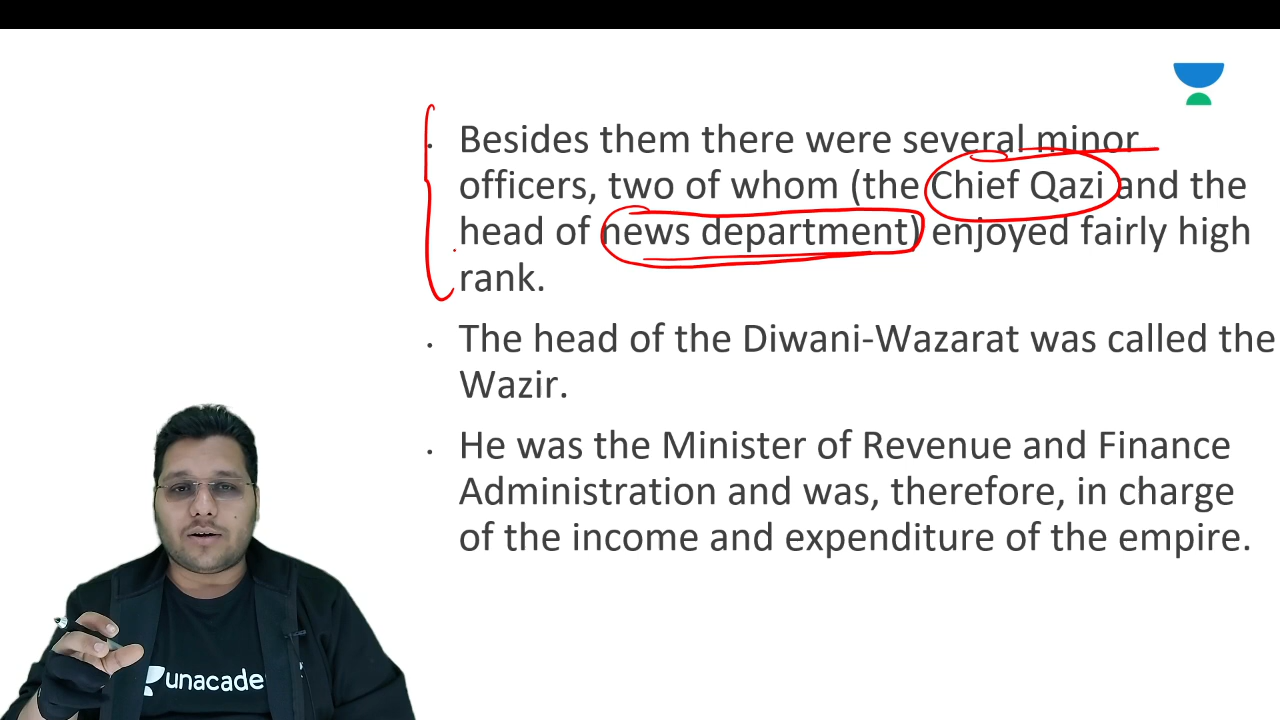 Besides them there were several minor
officers, two of whom (the Chief Qazi and the
head of news department) enjoyed fairly high
rank.
The head of the Diwani-Wazarat was called the
Wazir.
He was the Minister of Revenue and Finance
Administration and was, therefore, in charge
of the income and expenditure of the empire.
unacade